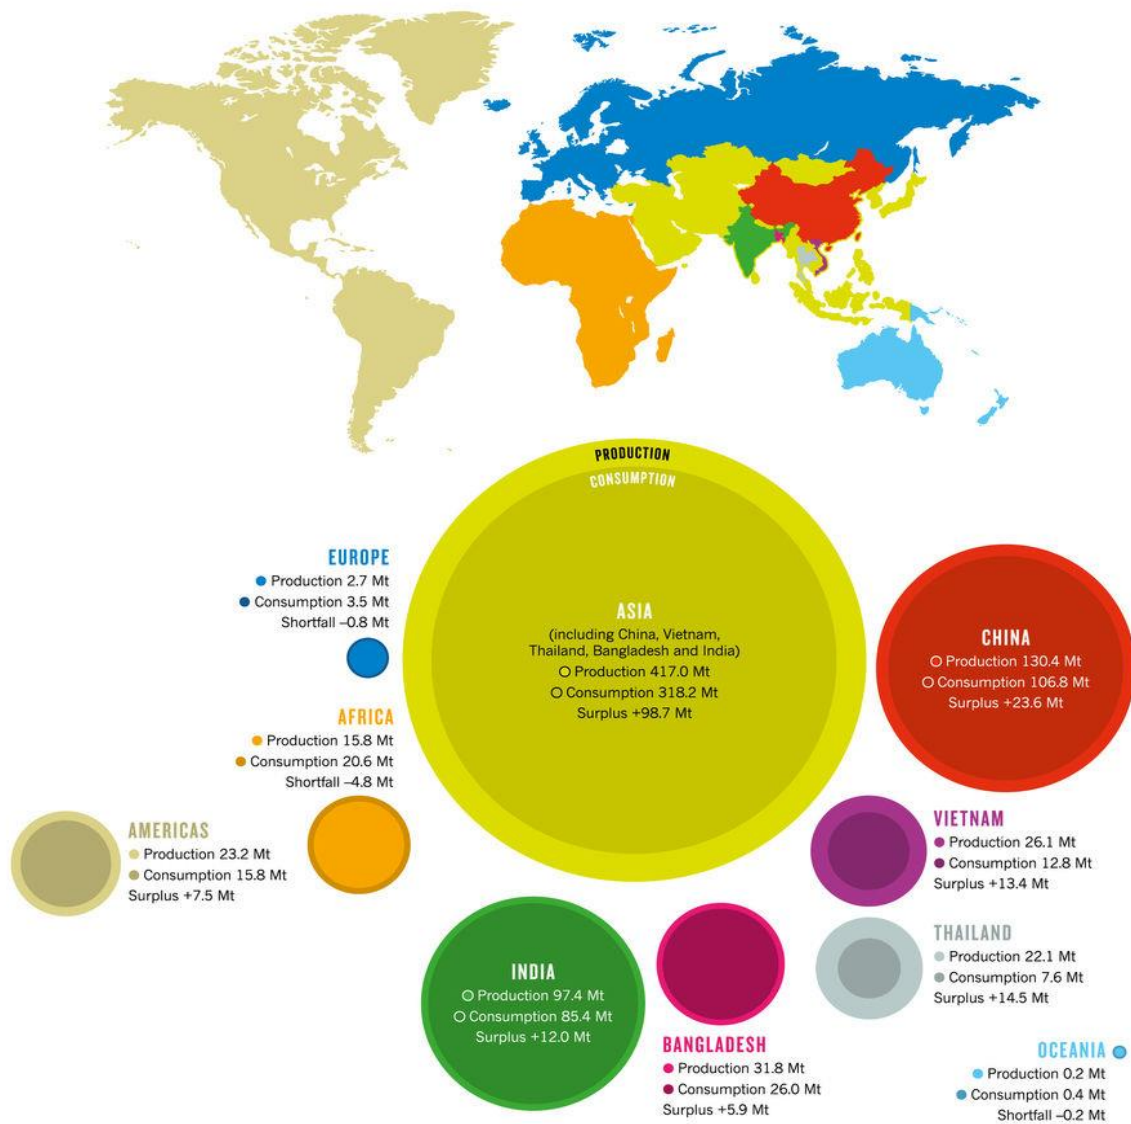 PRODUCTION
CONSUMPTION
EUROPE
Production 2.7 Mt
Consumption 3.5 Mt
Shortfall –0.8 Mt
ASIA
(including China, Vietnam,
Thailand, Bangladesh and India)
Production 417.0 Mt
Consumption 318.2 Mt
Surplus +98.7 Mt
CHINA
Production 130.4 Mt
Consumption 106.8 Mt
Surplus +23.6 Mt
AFRICA
Production 15.8 Mt
Consumption 20.6 Mt
Shortfall –4.8 Mt
AMERICAS
Production 23.2 Mt
Consumption 15.8 Mt
Surplus +7.5 Mt
VIETNAM
Production 26.1 Mt
Consumption 12.8 Mt
Surplus +13.4 Mt
THAILAND
Production 22.1 Mt
Consumption 7.6 Mt
Surplus +14.5 Mt
INDIA
Production 97.4 Mt
Consumption 85.4 Mt
Surplus +12.0 Mt
BANGLADESH
Production 31.8 Mt
Consumption 26.0 Mt
Surplus +5.9 Mt
OCEANIA
Production 0.2 Mt
Consumption 0.4 Mt
Shortfall –0.2 Mt